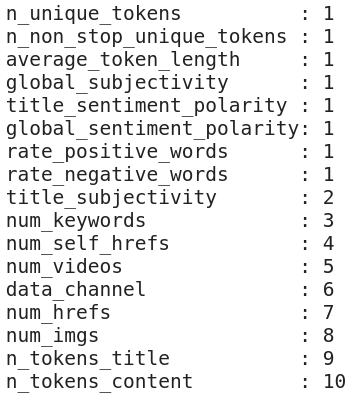 n_unique_tokens          : 1
n_non_stop_unique_tokens : 1
average_token_length     : 1
global_subjectivity      : 1
title_sentiment_polarity : 1
global_sentiment_polarity: 1
rate_positive_words      : 1
rate_negative_words      : 1
title_subjectivity       : 2
num_keywords             : 3
num_self_hrefs           : 4
num_videos               : 5
data_channel             : 6
num_hrefs                : 7
num_imgs                 : 8
n_tokens_title           : 9
n_tokens_content         : 10